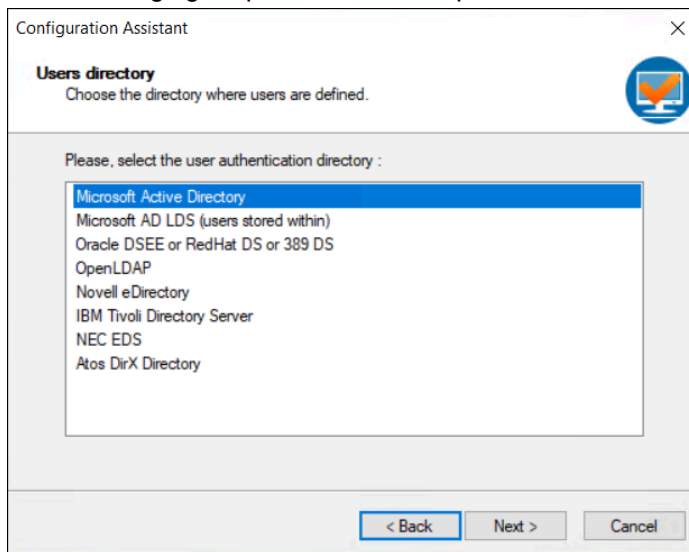 Configuration Assistant
Users directory
Choose the directory where users are defined.
Please, select the user authentication directory :
Microsoft Active Directory
Microsoft AD LDS (users stored within)
Oracle DSEE or RedHat DS or 389 DS
OpenLDAP
Novell eDirectory
IBM Tivoli Directory Server
NEC EDS
Atos DirX Directory
< Back Next > Cancel